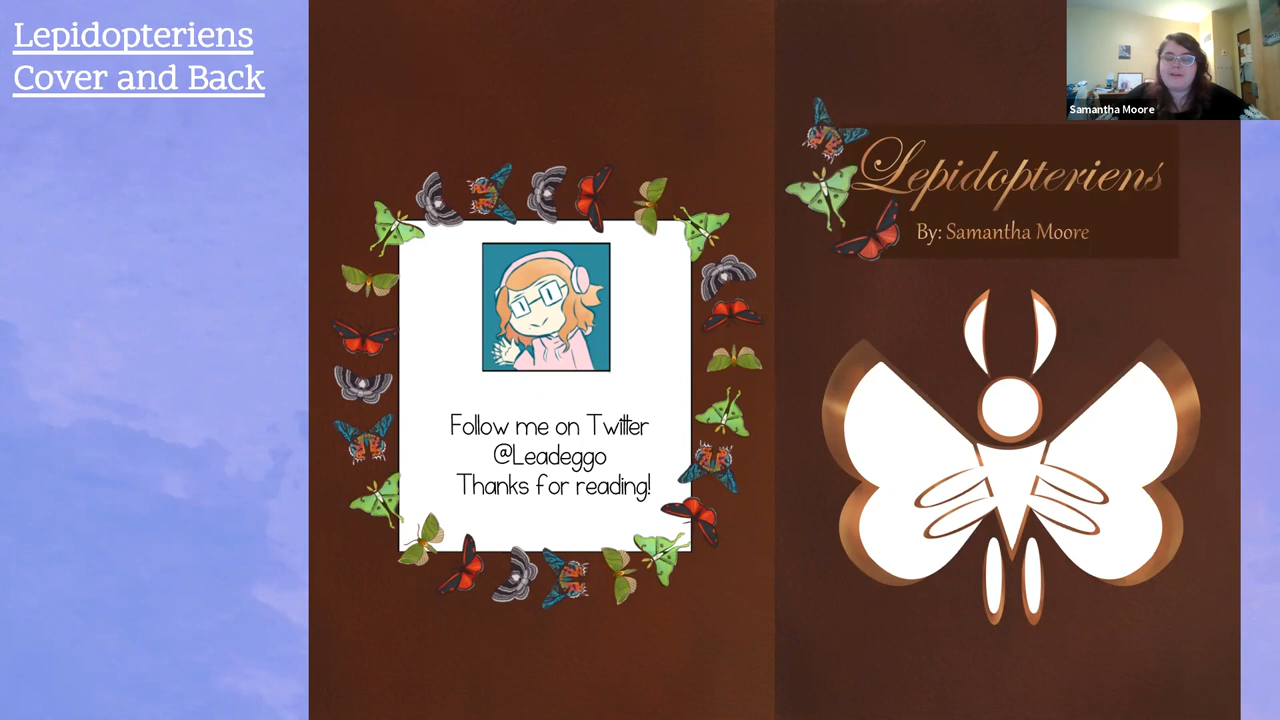 Lepidopteriens
Cover and Back
Samantha Moore
Lepidopteriens
By: Samantha Moore
Follow me on Twitter
@Leadeggo
Thanks for reading!